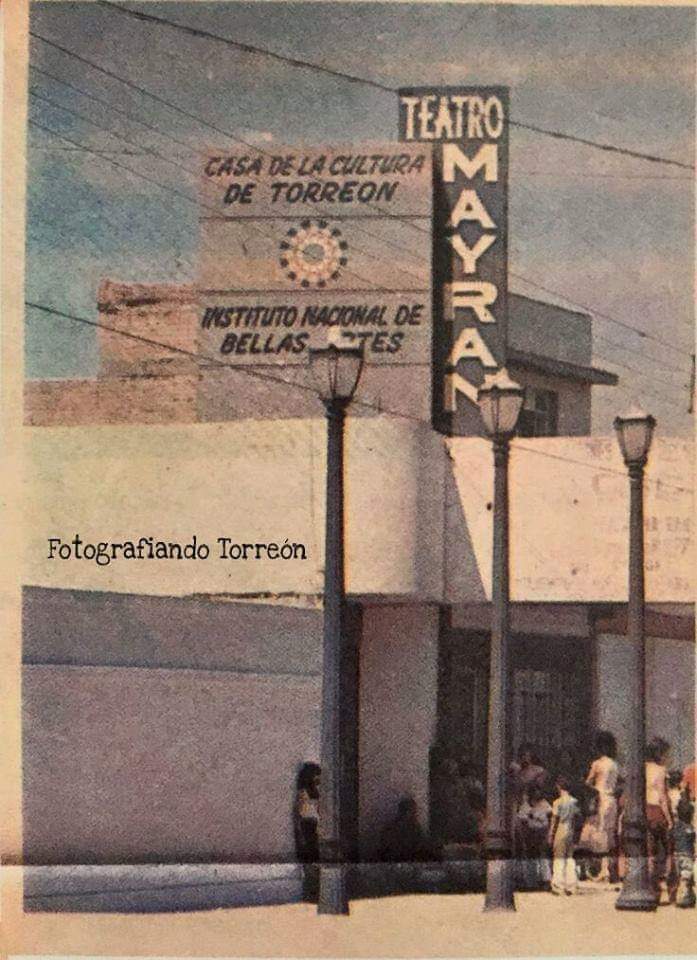 TEATRO
MAYRAN
CASA DE LA CULTURA
DE TORREON
INSTITUTO NACIONAL DE
BELLAS
Fotografiando Torreón